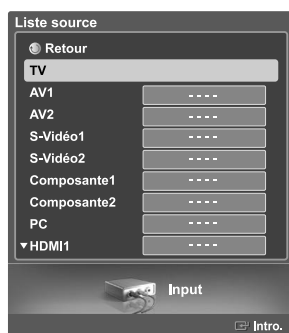 Liste source
Retour
TV
AV1 - - - -
AV2 - - - -
S-Vidéo1 - - - -
S-Vidéo2 - - - -
Composante1 - - - -
Composante2 - - - -
PC - - - -
▼HDMI1 - - - -
Input
Intro.